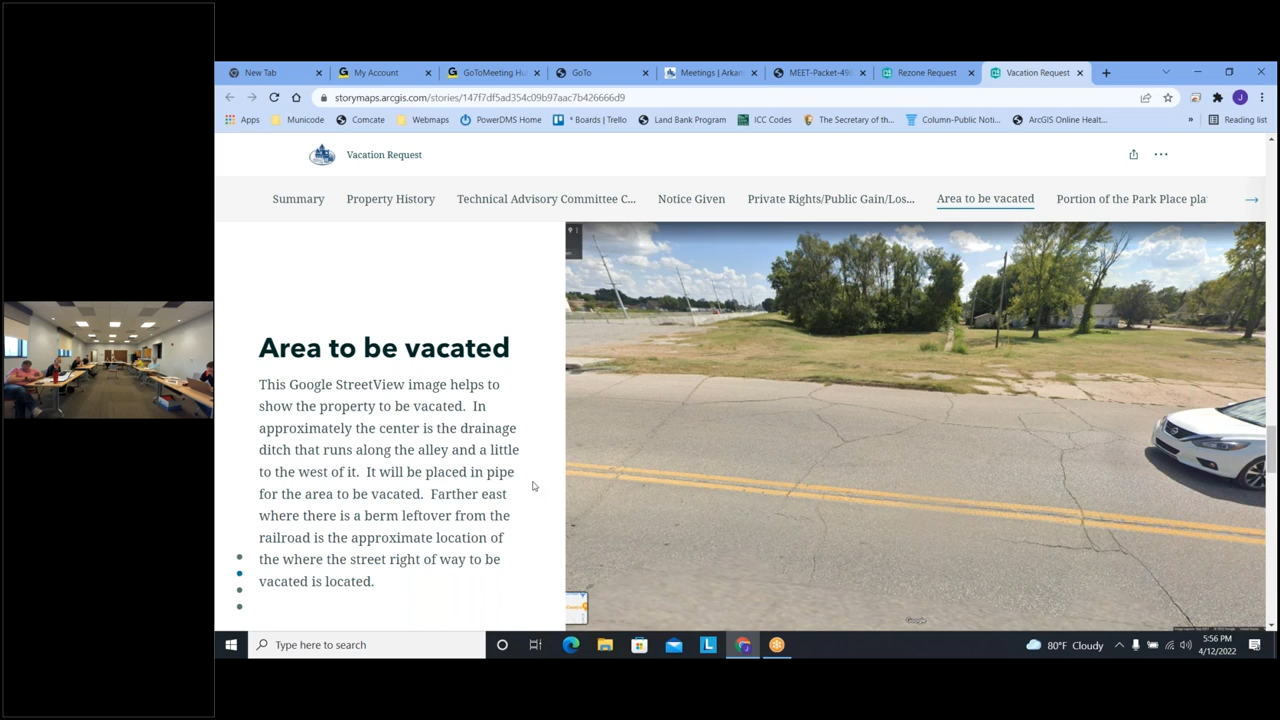 New Tab
My Account
GoToMeeting Hu
GoTo
Meetings | Arkan
MEET-Packet-49
Rezone Request
Vacation Request
storymaps.arcgis.com/stories/147f7df5ad354c09b97aac7b426666d9
Apps
Municode
Comcate
Webmaps
PowerDMS Home
* Boards | Trello
Land Bank Program
ICC Codes
The Secretary of th...
Column-Public Noti...
ArcGIS Online Healt...
»
Reading list
Vacation Request
Summary
Property History
Technical Advisory Committee C...
Notice Given
Private Rights/Public Gain/Los...
Area to be vacated
Portion of the Park Place pla
Area to be vacated
This Google StreetView image helps to
show the property to be vacated. In
approximately the center is the drainage
ditch that runs along the alley and a little
to the west of it. It will be placed in pipe
for the area to be vacated. Farther east
where there is a berm leftover from the
railroad is the approximate location of
the where the street right of way to be
vacated is located.
Google
Type here to search
80°F Cloudy
5:56 PM
4/12/2022